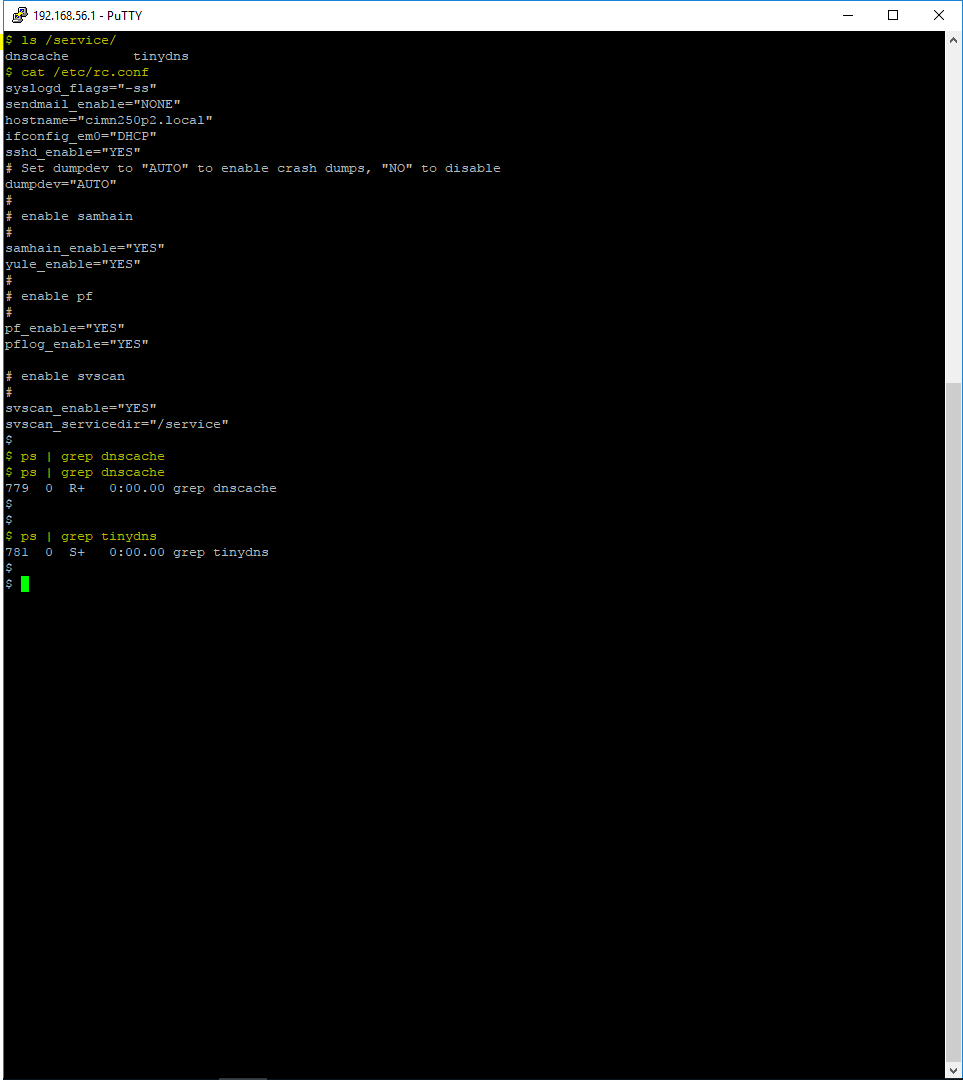 192.168.56.1 - PuTTY
$ ls /service/
dnscache        tinydns
$ cat /etc/rc.conf
syslogd_flags="-ss"
sendmail_enable="NONE"
hostname="cimn250p2.local"
ifconfig_em0="DHCP"
sshd_enable="YES"
# Set dumpdev to "AUTO" to enable crash dumps, "NO" to disable
dumpdev="AUTO"
#
# enable samhain
#
samhain_enable="YES"
yule_enable="YES"
#
# enable pf
#
pf_enable="YES"
pflog_enable="YES"

# enable svscan
#
svscan_enable="YES"
svscan_servicedir="/service"
$
$ ps | grep dnscache
$ ps | grep dnscache
779  0  R+   0:00.00 grep dnscache
$
$
$ ps | grep tinydns
781  0  S+   0:00.00 grep tinydns
$
$